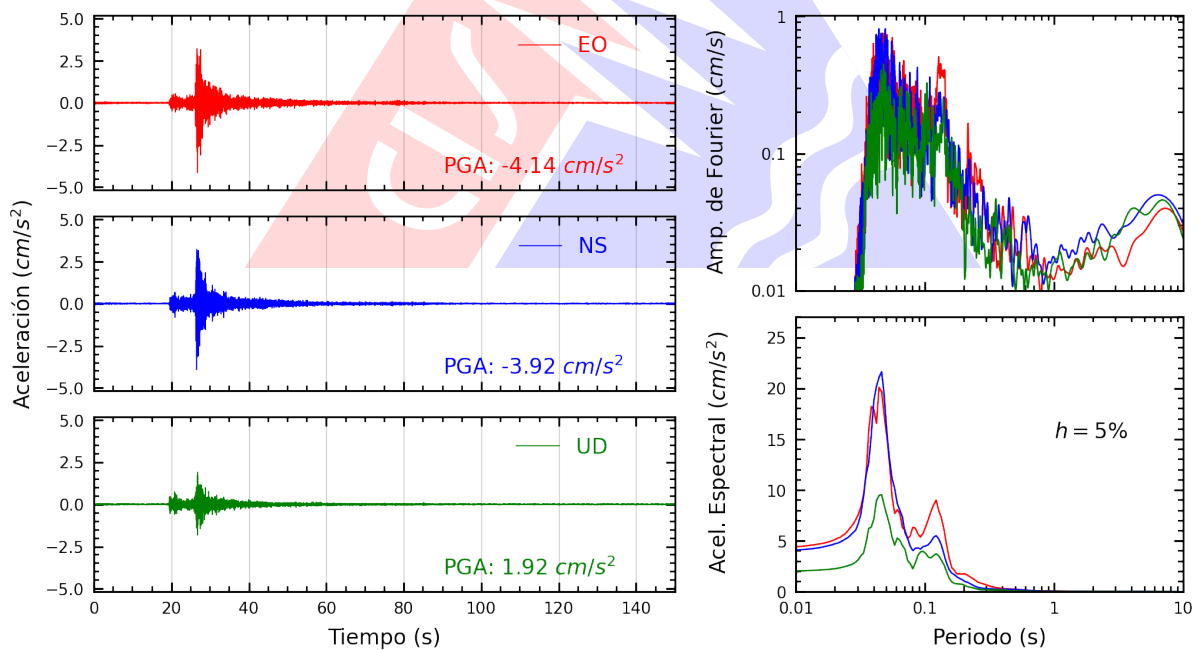 Aceleración (cm/s²)
5.0
2.5
0.0
−2.5
−5.0
EO
PGA: -4.14 cm/s²
5.0
2.5
0.0
−2.5
−5.0
NS
PGA: -3.92 cm/s²
5.0
2.5
0.0
−2.5
−5.0
UD
PGA: 1.92 cm/s²
0 20 40 60 80 100 120 140
Tiempo (s)
Amp. de Fourier (cm/s)
1
0.1
0.01
Acel. Espectral (cm/s²)
25
20
15
10
5
0
h = 5%
0.01 0.1 1 10
Periodo (s)